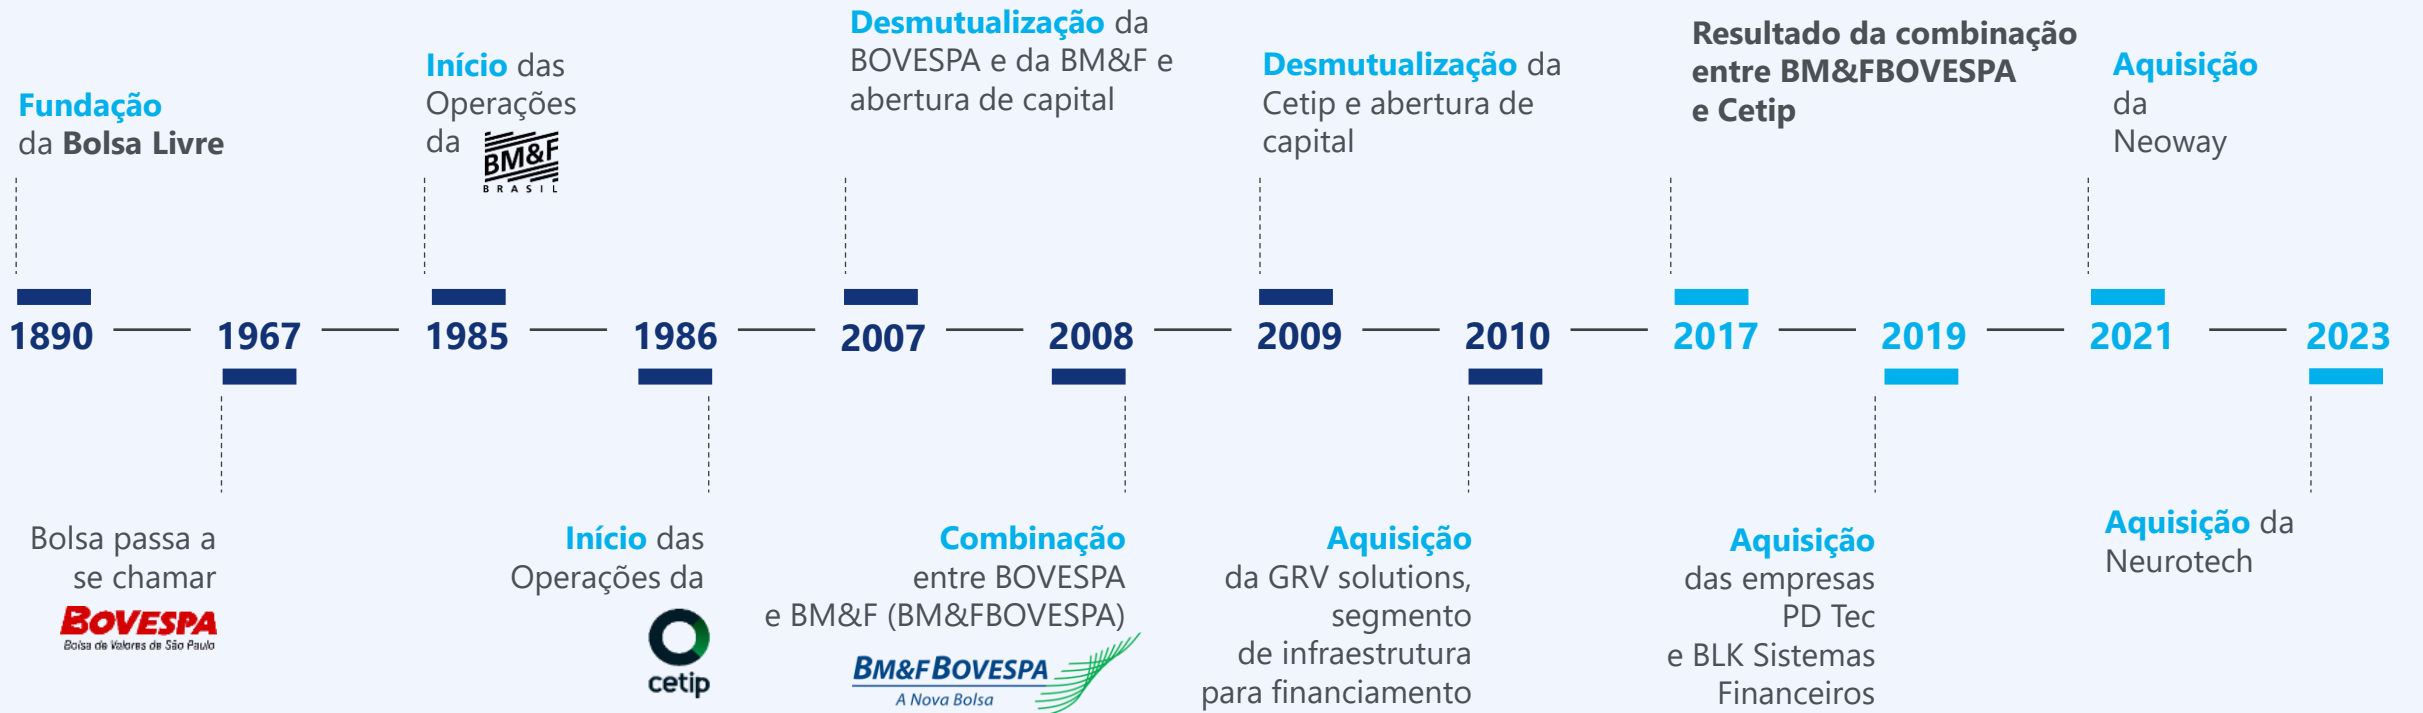 Fundação
da Bolsa Livre
Início das
Operações
da
BM&F
BRASIL
Desmutualização da
BOVESPA e da BM&F e
abertura de capital
Desmutualização da
Cetip e abertura de
capital
Resultado da combinação
entre BM&FBOVESPA
e Cetip
Aquisição
da
Neoway
1890 1967 1985 1986 2007 2008 2009 2010 2017 2019 2021 2023
Bolsa passa a
se chamar
BOVESPA
Bolsa de Valores de São Paulo
Início das
Operações da
cetip
Combinação
entre BOVESPA
e BM&F (BM&FBOVESPA)
BM&FBOVESPA
A Nova Bolsa
Aquisição
da GRV solutions,
segmento
de infraestrutura
para financiamento
Aquisição
das empresas
PD Tec
e BLK Sistemas
Financeiros
Aquisição da
Neurotech